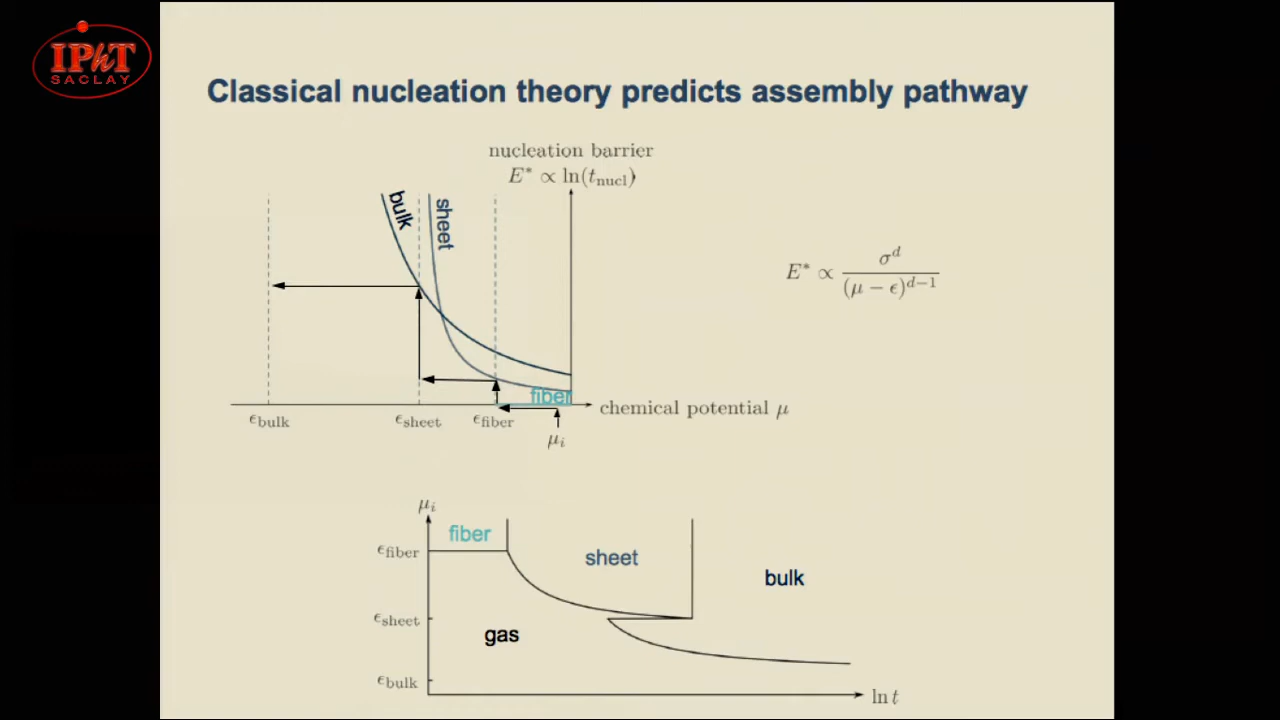 IPhT
SACLAY
Classical nucleation theory predicts assembly pathway
nucleation barrier
E* ∝ ln(t_nucl)
bulk
sheet
E* ∝ σ^d / (μ − ϵ)^{d−1}
fiber
chemical potential μ
ϵ_bulk
ϵ_sheet
ϵ_fiber
μ_i
μ_i
fiber
ϵ_fiber
sheet
bulk
ϵ_sheet
gas
ϵ_bulk
ln t